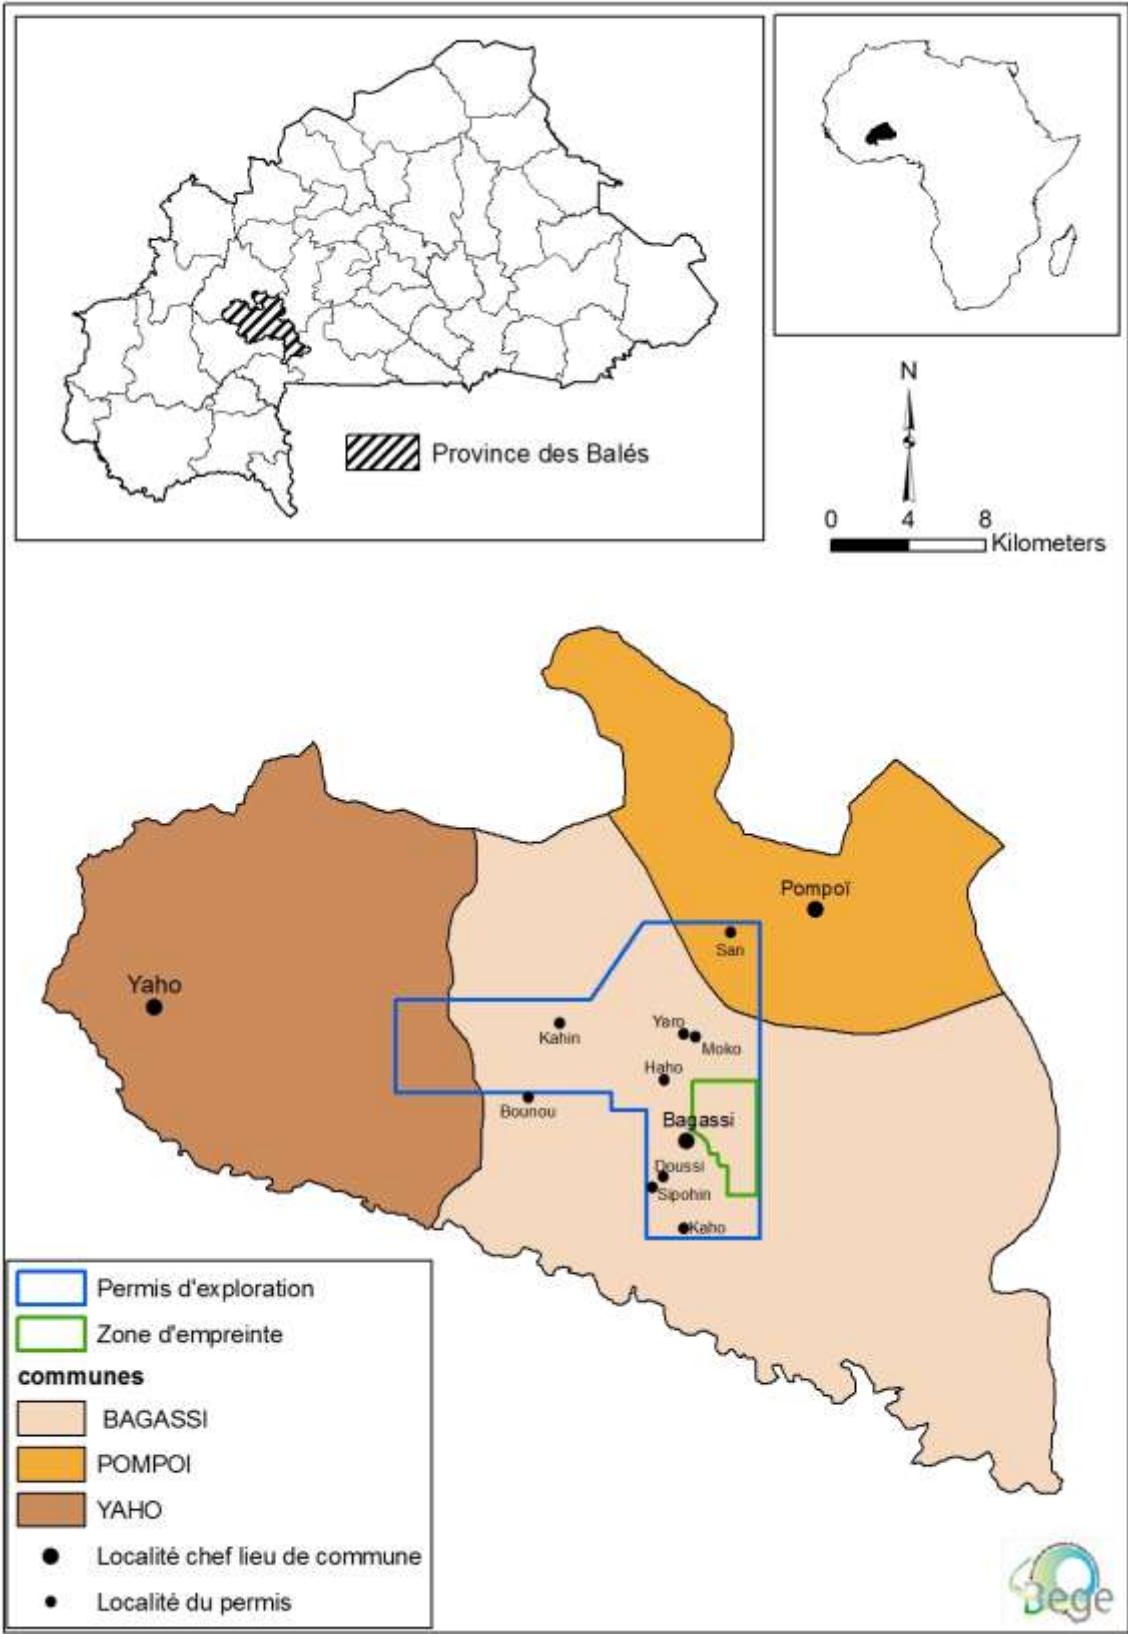 Province des Balés
N
0 4 8
Kilometers
Pompoï
San
Yaho
Kahin
Yaro
Moko
Haho
Bounou
Bagassi
Doussi
Sipohin
Kaho
Permis d'exploration
Zone d'empreinte
communes
BAGASSI
POMPOI
YAHO
Localité chef lieu de commune
Localité du permis
Bege